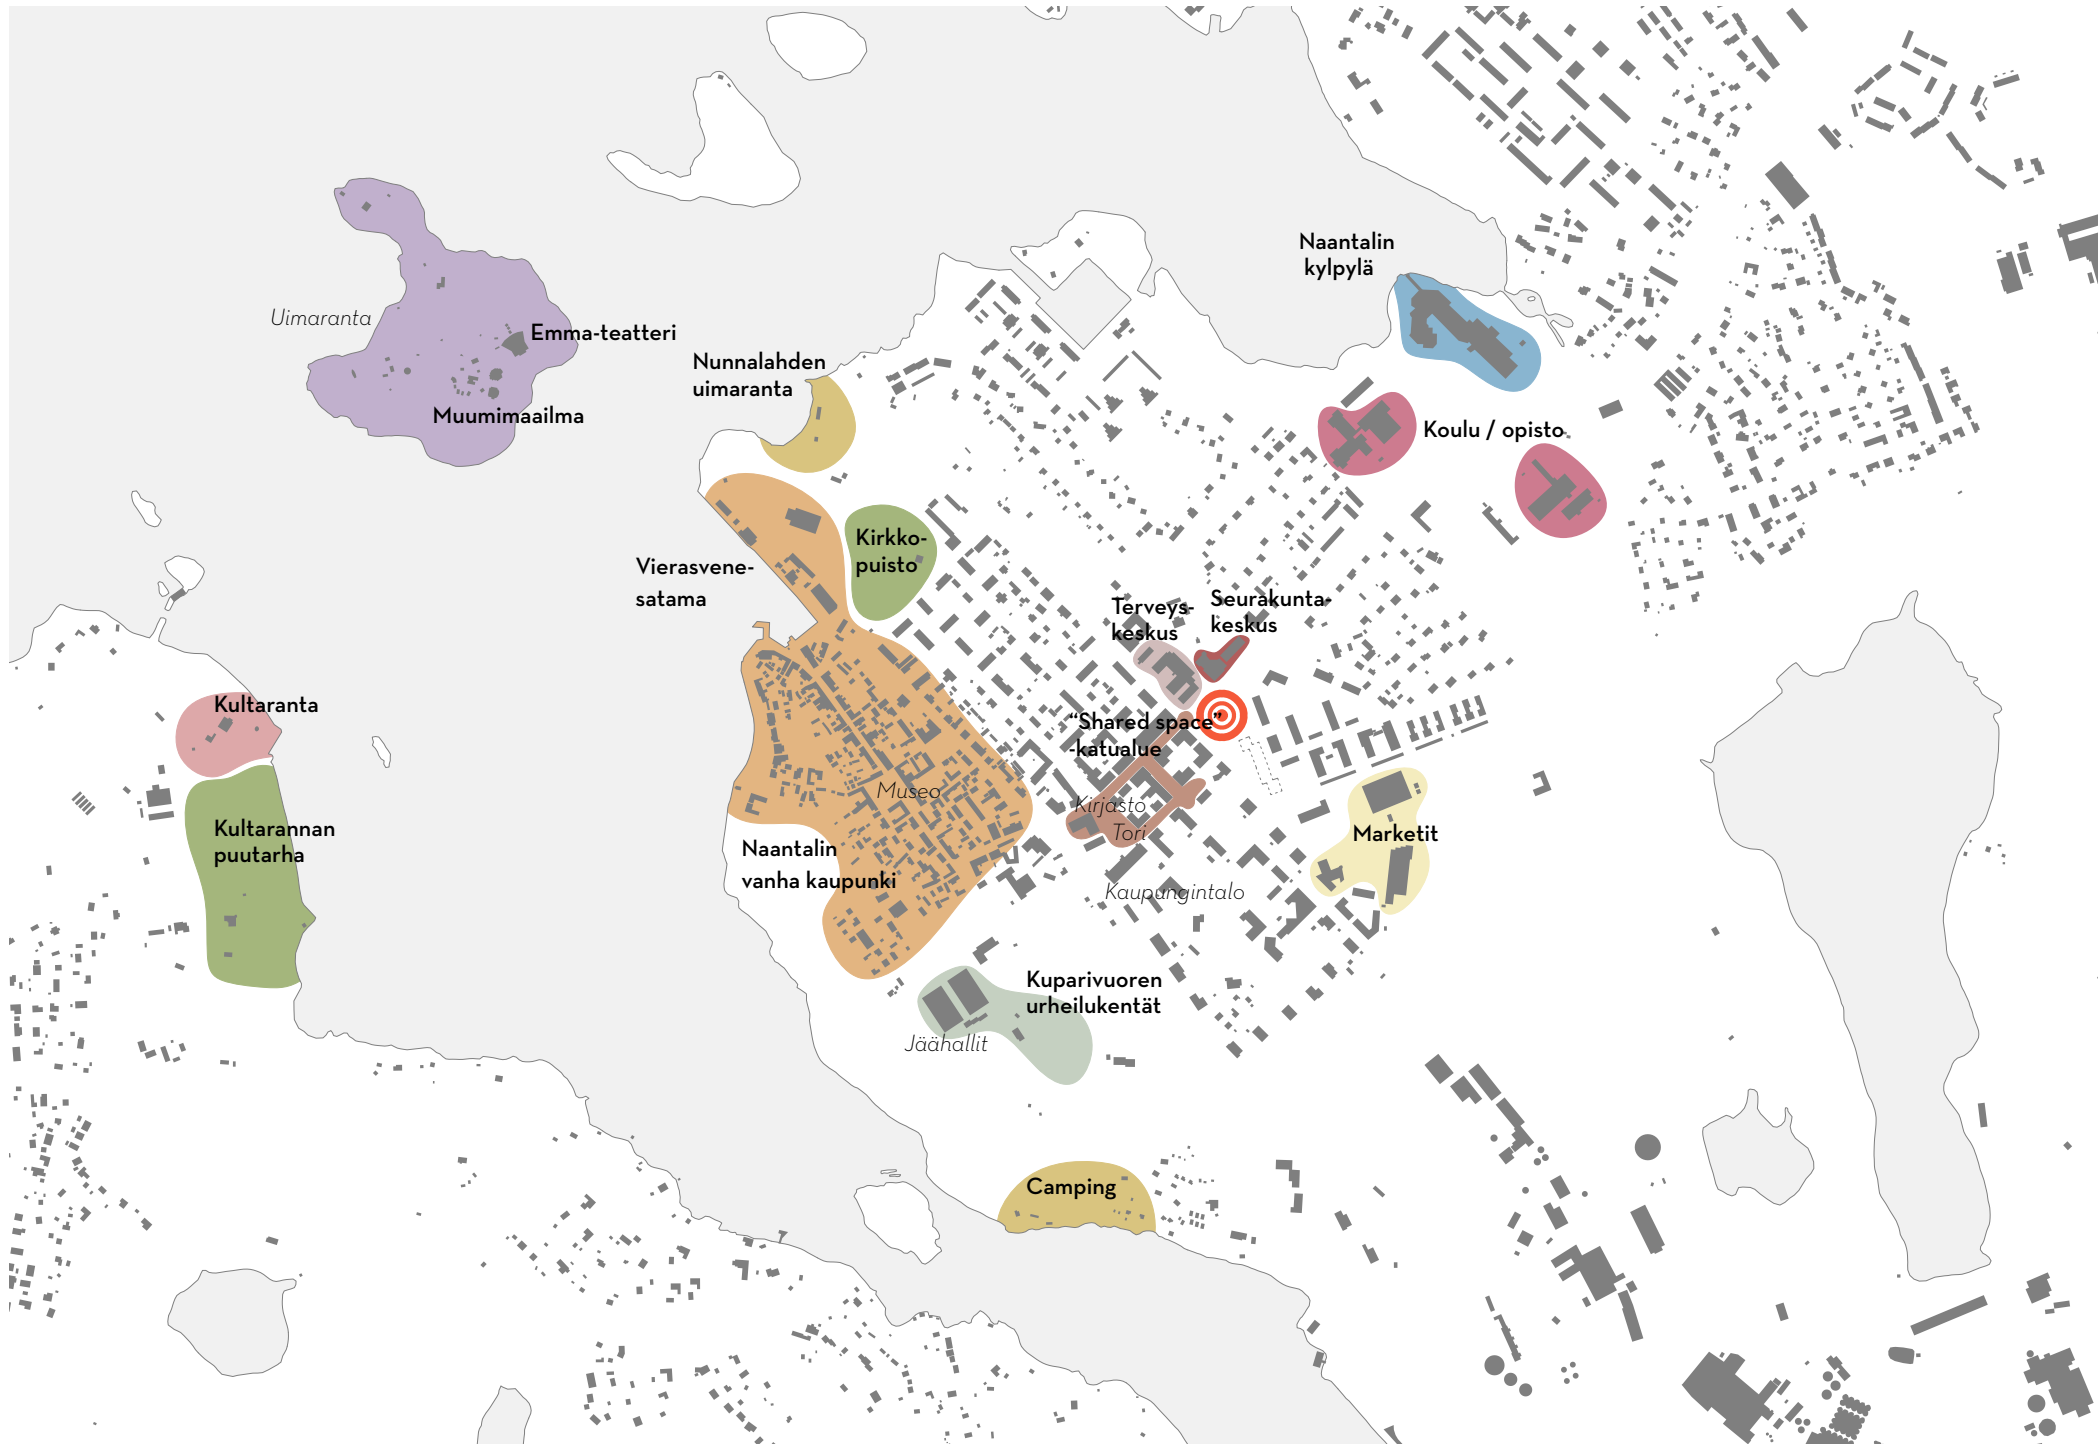 Naantalin
kylpylä
Uimaranta
Emma-teatteri
Muumimaailma
Nunnalahden
uimaranta
Koulu / opisto
Kirkko-
puisto
Vierasvene-
satama
Terveys-
keskus
Seurakunta-
keskus
Kultaranta
"Shared space"
-katualue
Museo
Kirjasto
Tori
Kultarannan
puutarha
Marketit
Naantalin
vanha kaupunki
Kaupungintalo
Kuparivuoren
urheilukentät
Jäähallit
Camping